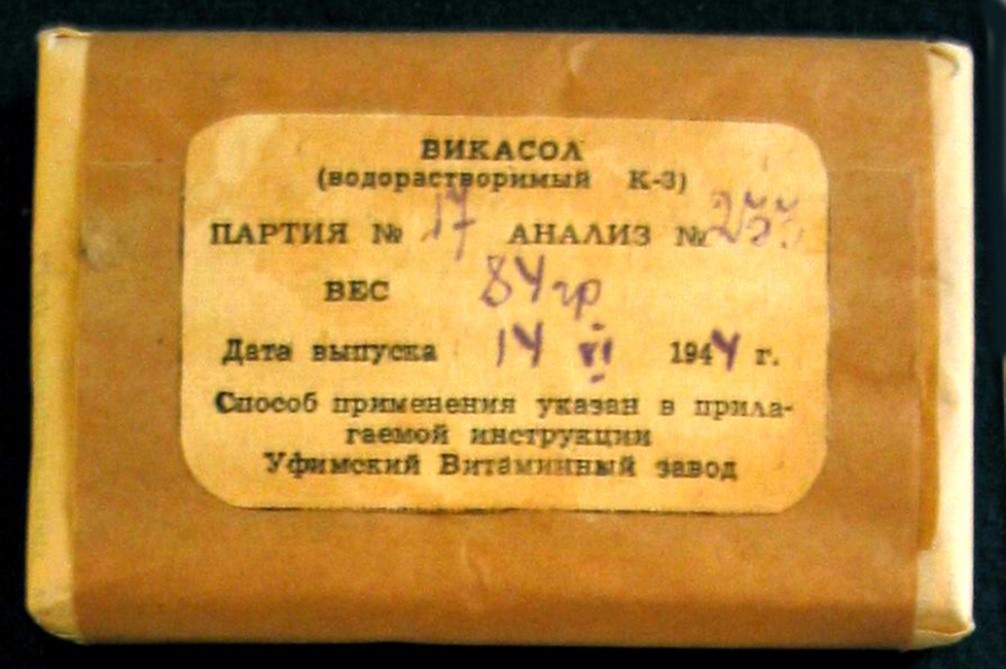 ВИКАСОЛ
(водорастворимый К-3)
ПАРТИЯ № 17 АНАЛИЗ №
ВЕС 84 гр
Дата выпуска 14 VI 1944 г.
Способ применения указан в прила-
гаемой инструкции
Уфимский Витаминный завод